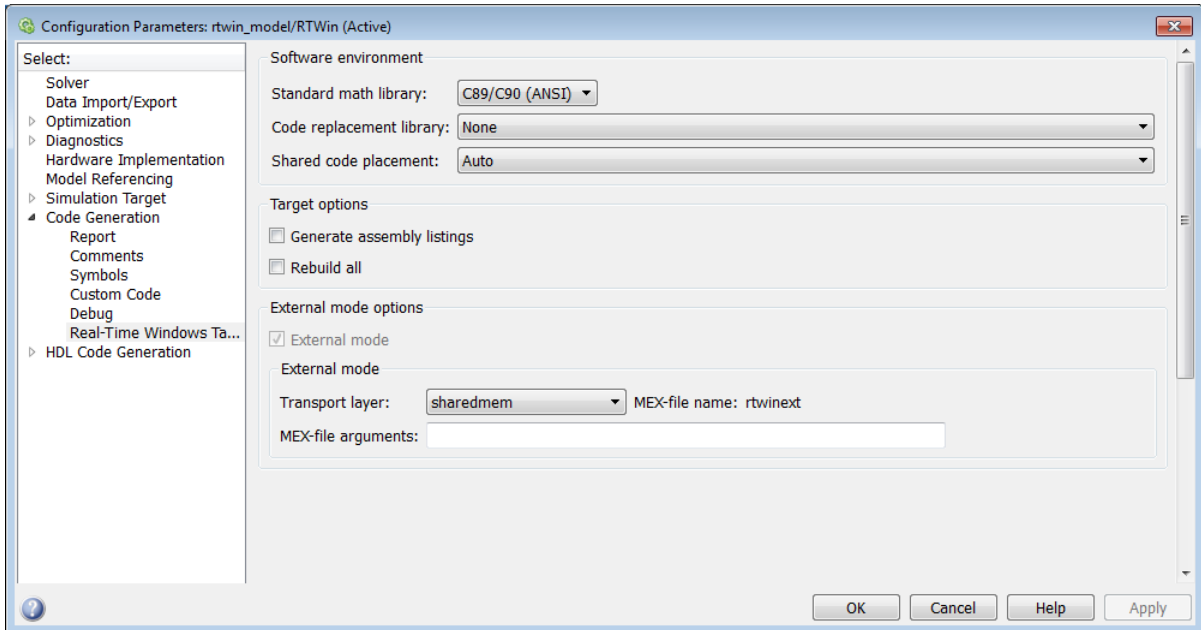 Configuration Parameters: rtwin_model/RTWin (Active)
Select:
Solver
Data Import/Export
Optimization
Diagnostics
Hardware Implementation
Model Referencing
Simulation Target
Code Generation
Report
Comments
Symbols
Custom Code
Debug
Real-Time Windows Ta...
HDL Code Generation
Software environment
Standard math library: C89/C90 (ANSI)
Code replacement library: None
Shared code placement: Auto
Target options
Generate assembly listings
Rebuild all
External mode options
External mode
External mode
Transport layer: sharedmem MEX-file name: rtwinext
MEX-file arguments:
OK Cancel Help Apply